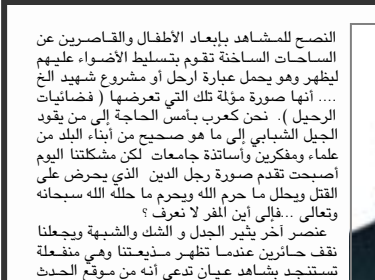 النصح للمشاهد بإبعاد الأطفال والقاصرين عن
الساحات الساخنة تقوم بتسليط الأضواء عليهم
ليظهر وهو يحمل عبارة ارحل أو مشروع شهيد الخ
.... أنها صورة مؤلمة تلك التي تعرضها ( فضائيات
الرحيل ). نحن كعرب بأمس الحاجة إلى من يقود
الجيل الشبابي إلى ما هو صحيح من أبناء البلد من
علماء ومفكرين وأساتذة جامعات لكن مشكلتنا اليوم
أصبحت تقدم صورة رجل الدين الذي يحرض على
القتل ويحلل ما حرم الله ويحرم ما حلله الله سبحانه
وتعالى ...فإلى أين المفر لا نعرف ؟
عنصر آخر يثير الجدل و الشك والشبهة ويجعلنا
نقف حائرين عندما تظهر مذيعتنا وهي منفعلة
تستنجد بشاهد عيان تدعي أنه من موقع الحدث